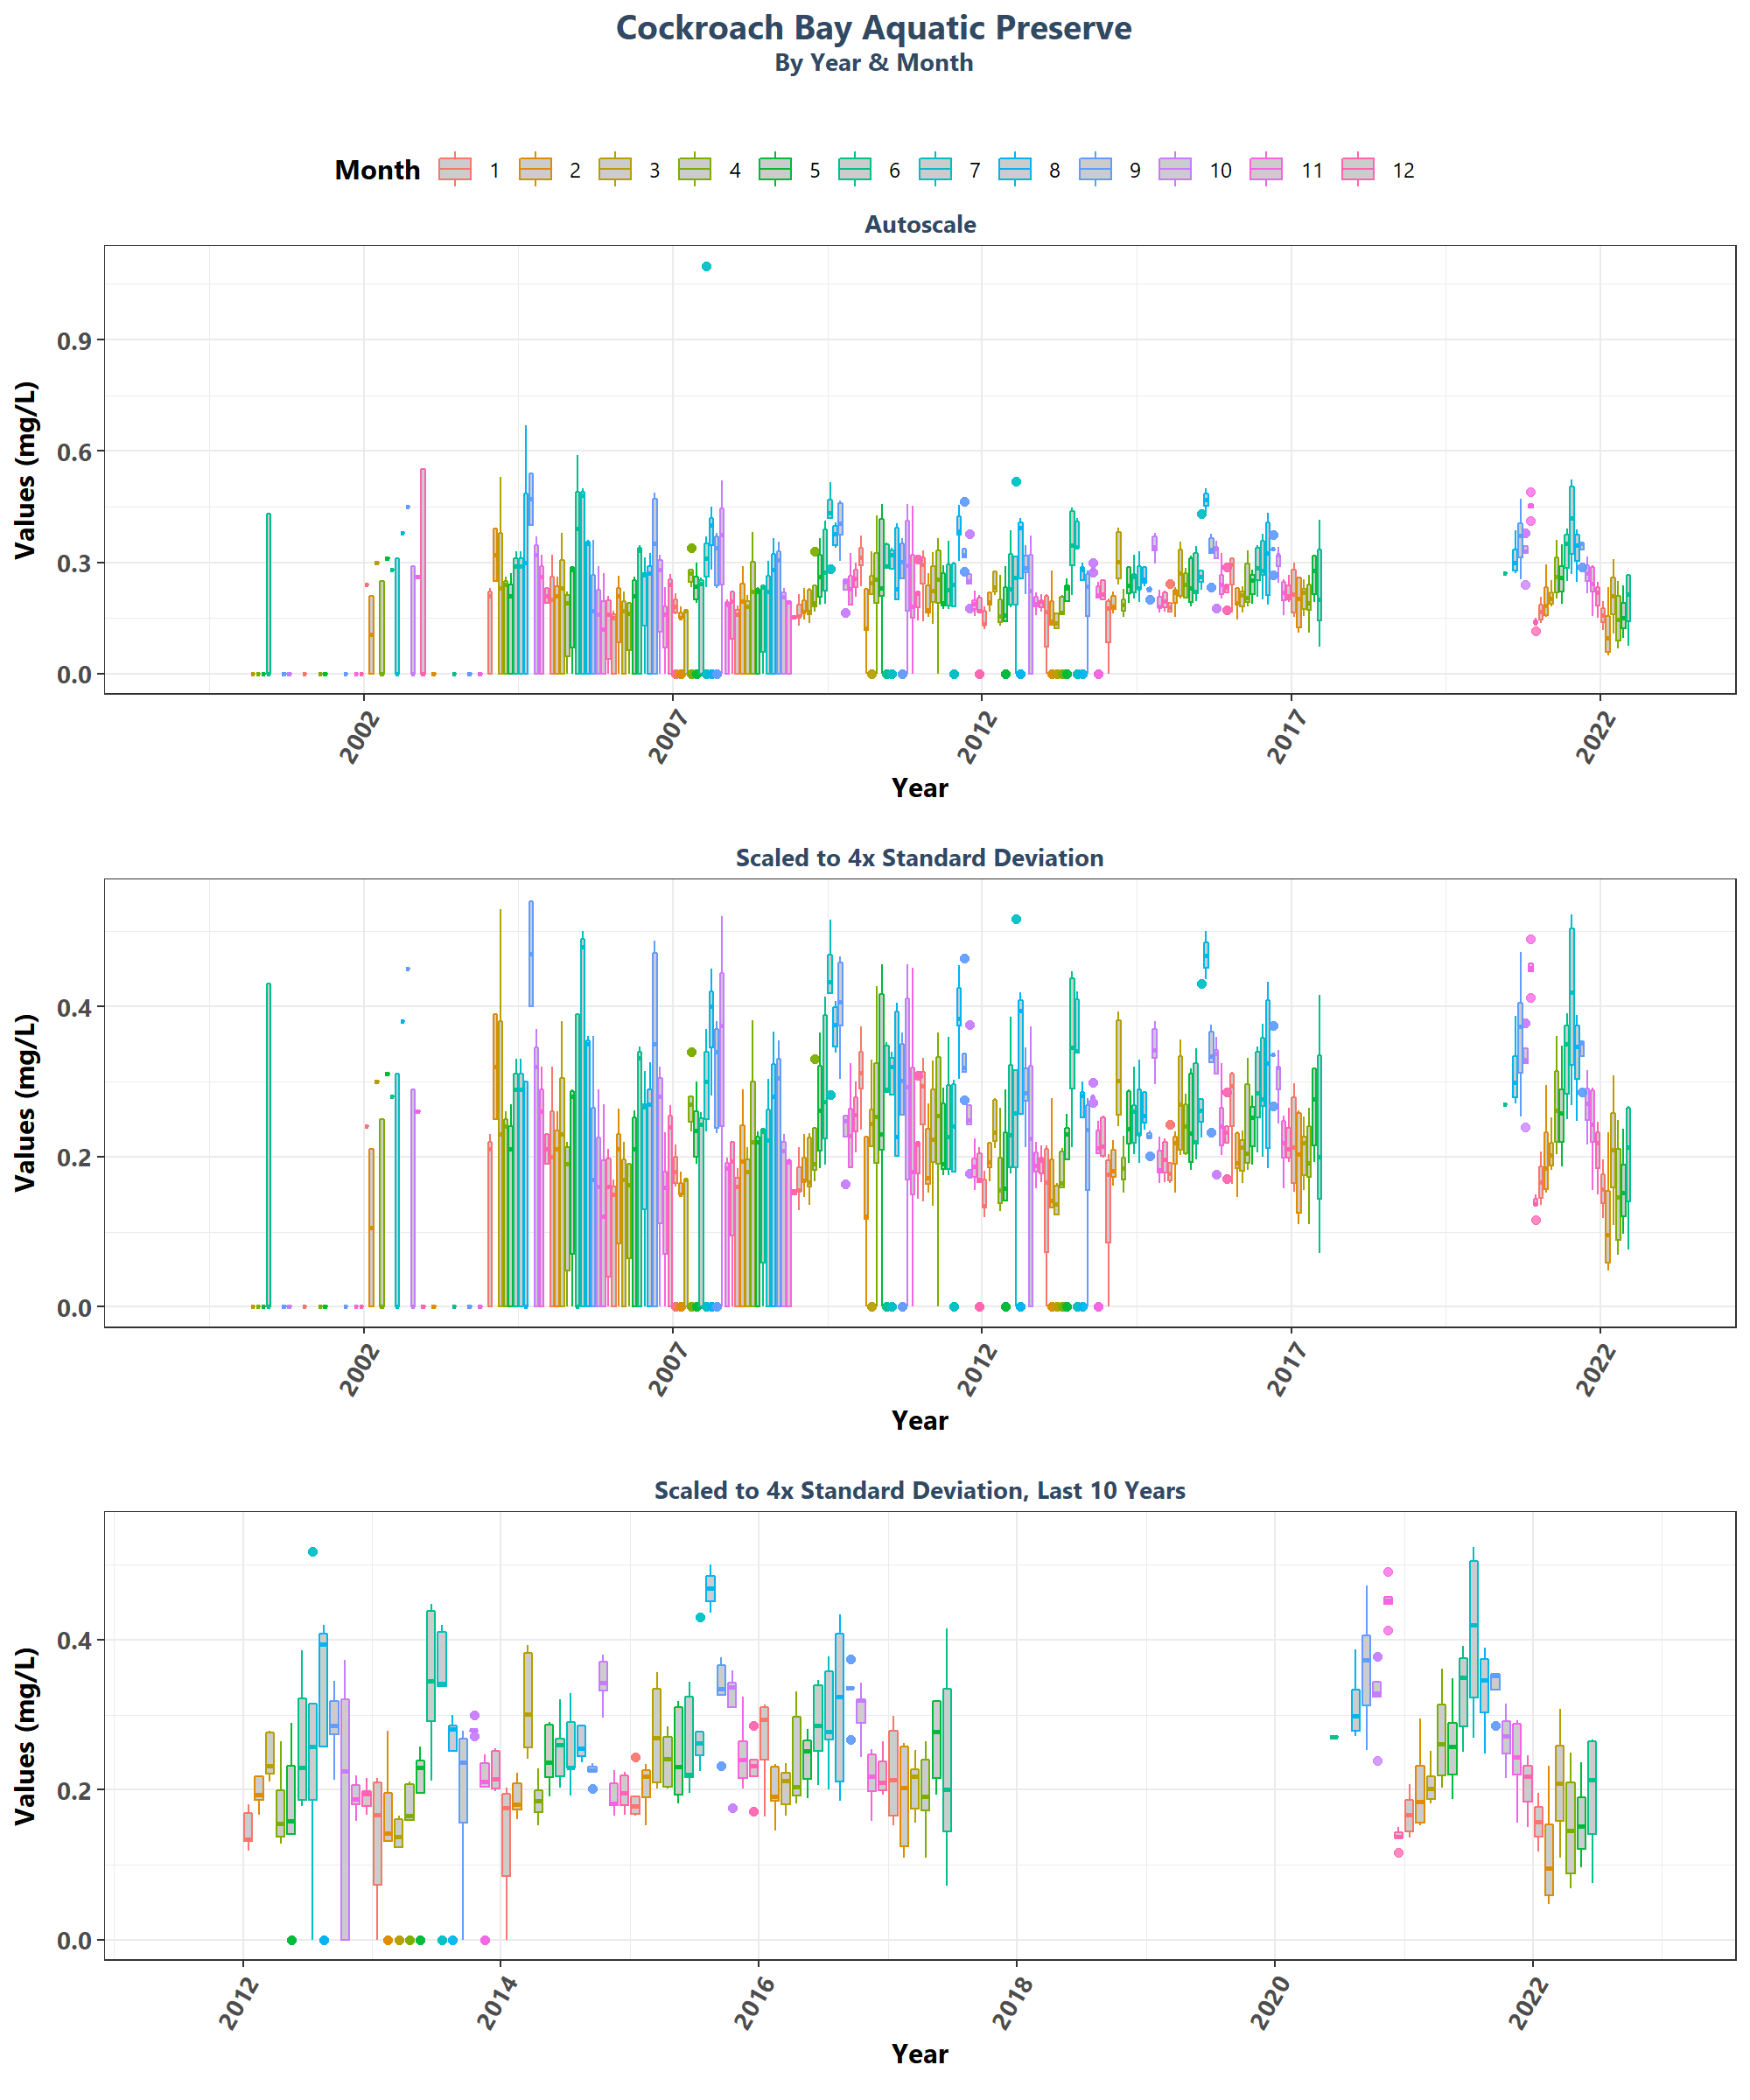 Cockroach Bay Aquatic Preserve
By Year & Month
Month 1 2 3 4 5 6 7 8 9 10 11 12
Autoscale
Values (mg/L)
0.9
0.6
0.3
0.0
2002 2007 2012 2017 2022
Year
Scaled to 4x Standard Deviation
Values (mg/L)
0.4
0.2
0.0
2002 2007 2012 2017 2022
Year
Scaled to 4x Standard Deviation, Last 10 Years
Values (mg/L)
0.4
0.2
0.0
2012 2014 2016 2018 2020 2022
Year